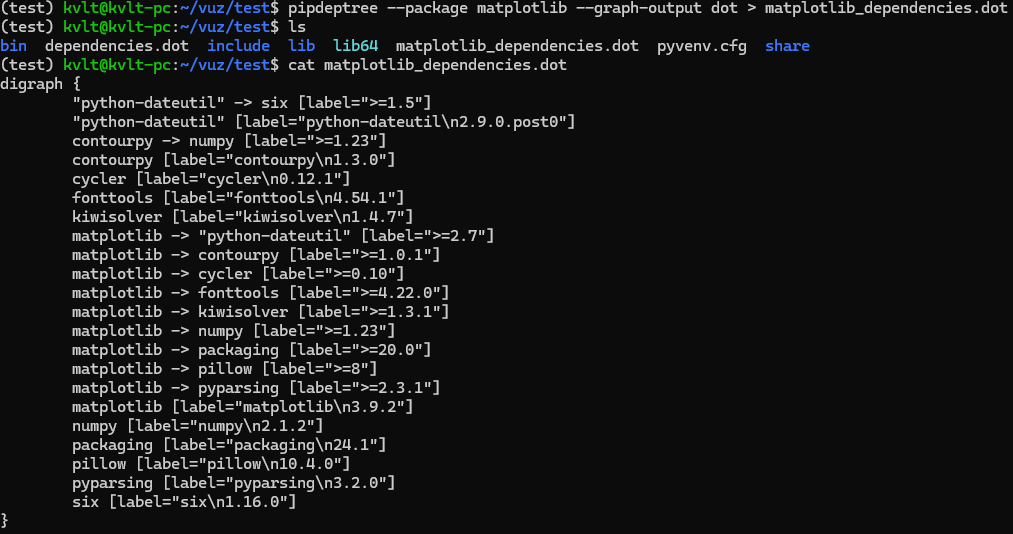 (test) kvlt@kvlt-pc:~/vuz/test$ pipdeptree --package matplotlib --graph-output dot > matplotlib_dependencies.dot
(test) kvlt@kvlt-pc:~/vuz/test$ ls
bin  dependencies.dot  include  lib  lib64  matplotlib_dependencies.dot  pyvenv.cfg  share
(test) kvlt@kvlt-pc:~/vuz/test$ cat matplotlib_dependencies.dot
digraph {
        "python-dateutil" -> six [label=">=1.5"]
        "python-dateutil" [label="python-dateutil\n2.9.0.post0"]
        contourpy -> numpy [label=">=1.23"]
        contourpy [label="contourpy\n1.3.0"]
        cycler [label="cycler\n0.12.1"]
        fonttools [label="fonttools\n4.54.1"]
        kiwisolver [label="kiwisolver\n1.4.7"]
        matplotlib -> "python-dateutil" [label=">=2.7"]
        matplotlib -> contourpy [label=">=1.0.1"]
        matplotlib -> cycler [label=">=0.10"]
        matplotlib -> fonttools [label=">=4.22.0"]
        matplotlib -> kiwisolver [label=">=1.3.1"]
        matplotlib -> numpy [label=">=1.23"]
        matplotlib -> packaging [label=">=20.0"]
        matplotlib -> pillow [label=">=8"]
        matplotlib -> pyparsing [label=">=2.3.1"]
        matplotlib [label="matplotlib\n3.9.2"]
        numpy [label="numpy\n2.1.2"]
        packaging [label="packaging\n24.1"]
        pillow [label="pillow\n10.4.0"]
        pyparsing [label="pyparsing\n3.2.0"]
        six [label="six\n1.16.0"]
}